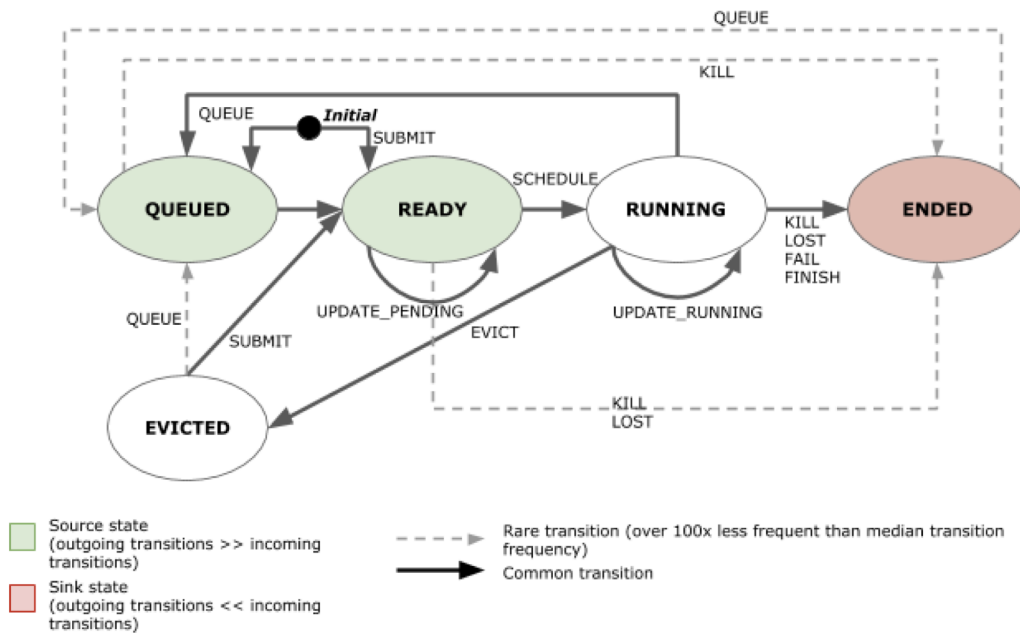 QUEUE
KILL
QUEUE
Initial
SUBMIT
SCHEDULE
QUEUED
READY
RUNNING
ENDED
KILL
LOST
FAIL
FINISH
UPDATE_PENDING
UPDATE_RUNNING
QUEUE
SUBMIT
EVICT
KILL
LOST
EVICTED
Source state
(outgoing transitions >> incoming
transitions)
Sink state
(outgoing transitions << incoming
transitions)
Rare transition (over 100x less frequent than median transition
frequency)
Common transition